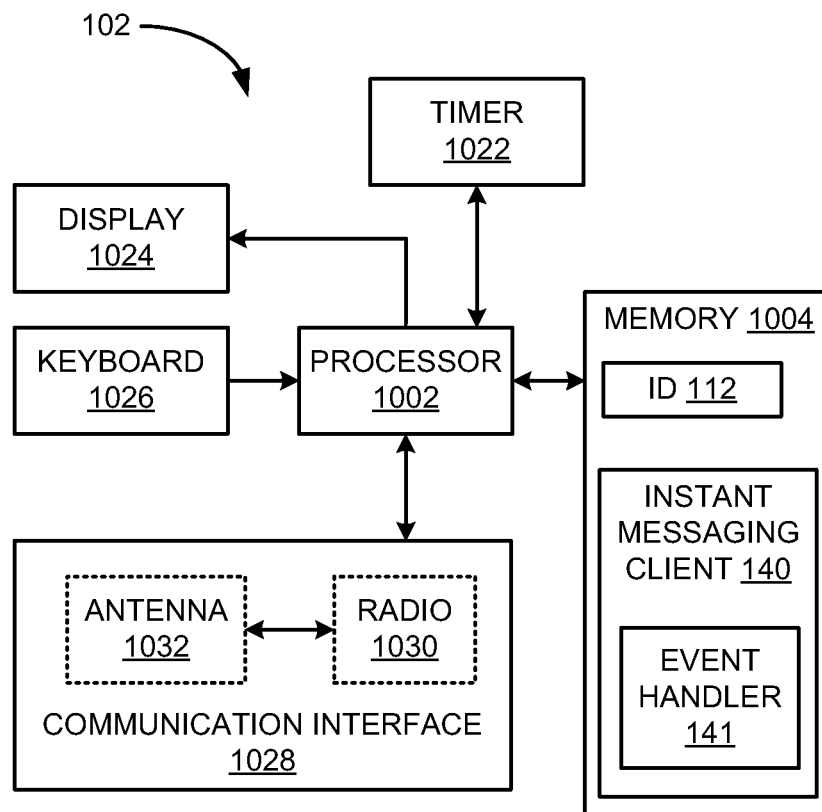 102
TIMER
1022
DISPLAY
1024
MEMORY 1004
KEYBOARD
1026
PROCESSOR
1002
ID 112
INSTANT
MESSAGING
CLIENT 140
ANTENNA
1032
RADIO
1030
EVENT
HANDLER
141
COMMUNICATION INTERFACE
1028